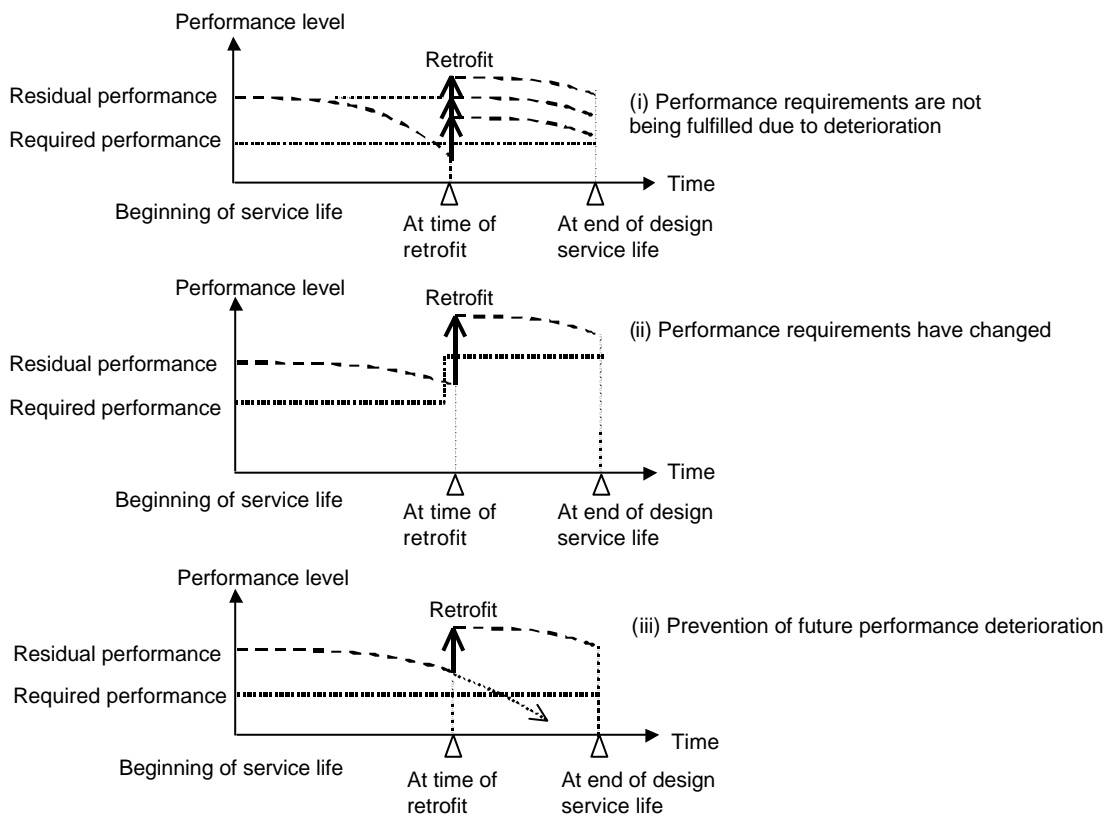 Performance level
Retrofit
Residual performance
Required performance
(i) Performance requirements are not
being fulfilled due to deterioration
Time
Beginning of service life
At time of
retrofit
At end of design
service life
Performance level
Retrofit
(ii) Performance requirements have changed
Residual performance
Required performance
Time
Beginning of service life
At time of
retrofit
At end of design
service life
Performance level
Retrofit
(iii) Prevention of future performance deterioration
Residual performance
Required performance
Time
Beginning of service life
At time of
retrofit
At end of design
service life